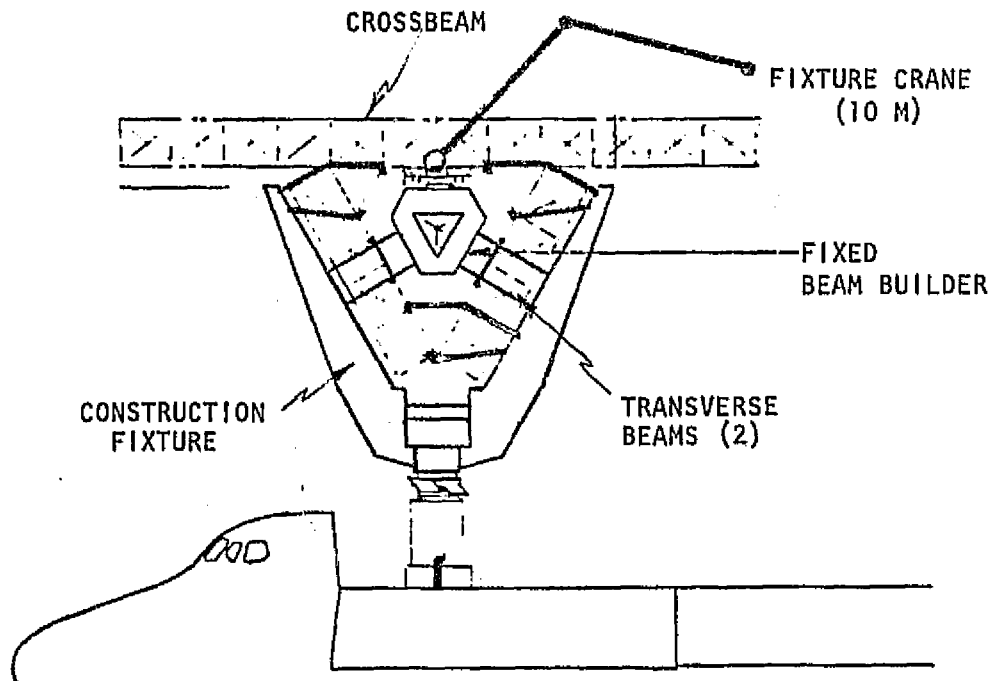 CROSSBEAM
FIXTURE CRANE
(10 M)
FIXED
BEAM BUILDER
CONSTRUCTION
FIXTURE
TRANSVERSE
BEAMS (2)